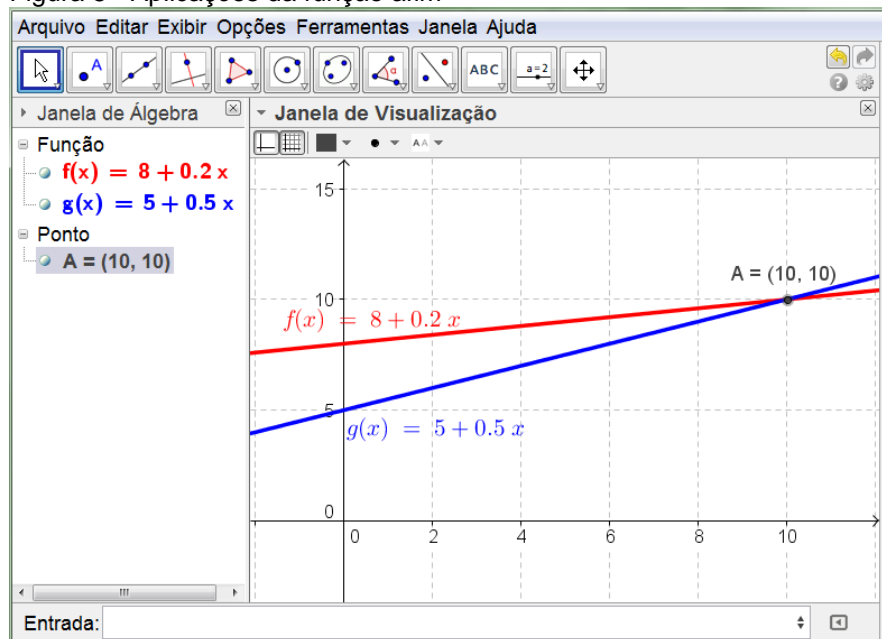 Arquivo Editar Exibir Opções Ferramentas Janela Ajuda
A ABC a=2
Janela de Álgebra
Janela de Visualização
Função
f(x) = 8 + 0.2 x
g(x) = 5 + 0.5 x
Ponto
A = (10, 10)
AA
15
A = (10, 10)
10
f(x) = 8 + 0.2 x
5
g(x) = 5 + 0.5 x
0
0 2 4 6 8 10
Entrada: